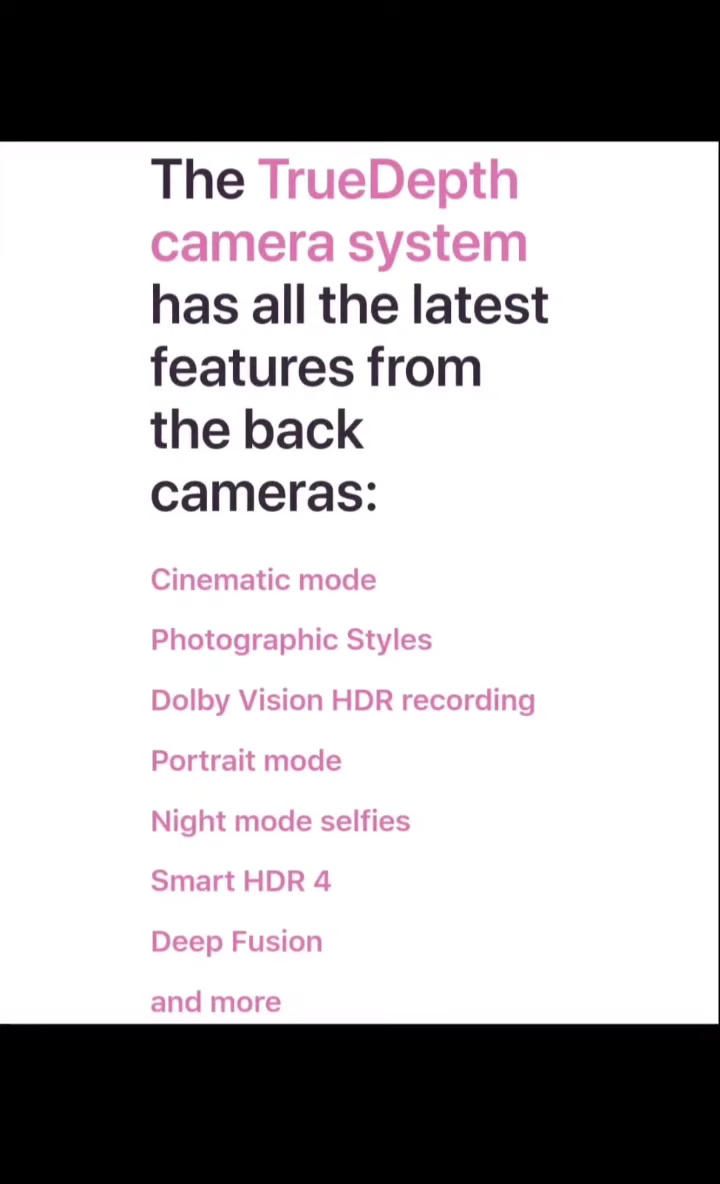 The TrueDepth
camera system
has all the latest
features from
the back
cameras:
Cinematic mode
Photographic Styles
Dolby Vision HDR recording
Portrait mode
Night mode selfies
Smart HDR 4
Deep Fusion
and more